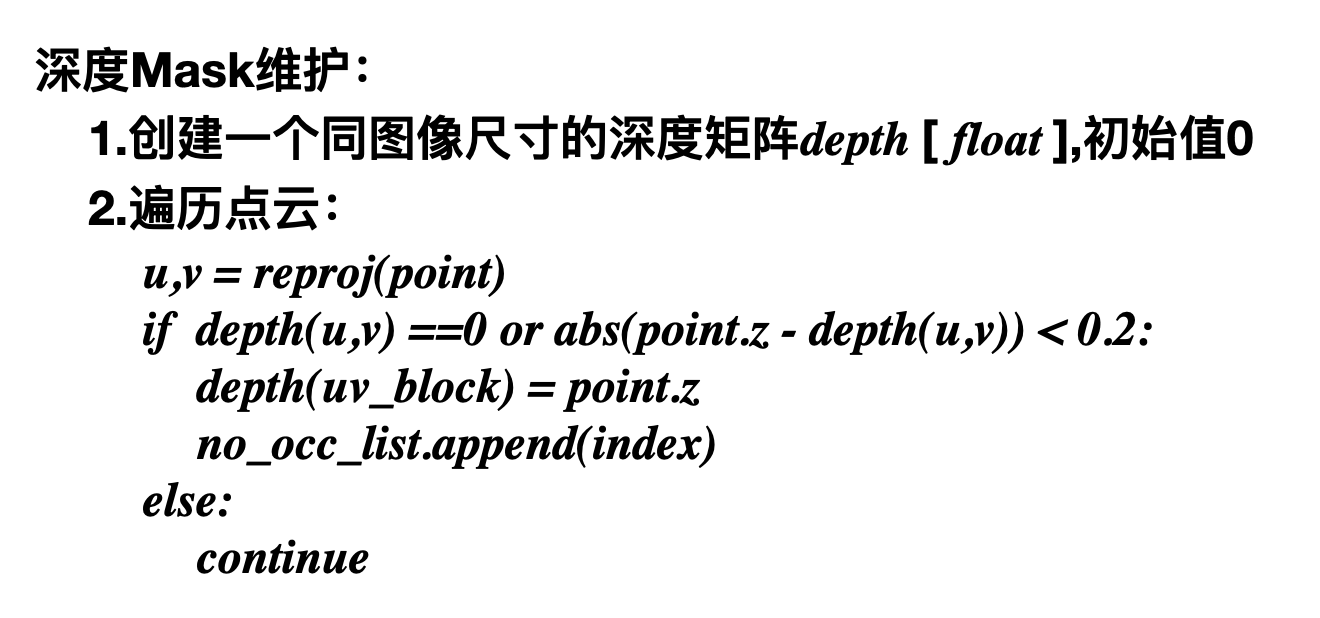 深度Mask维护：
1.创建一个同图像尺寸的深度矩阵depth [ float ],初始值0
2.遍历点云：
u,v = reproj(point)
if depth(u,v) ==0 or abs(point.z - depth(u,v)) < 0.2:
depth(uv_block) = point.z
no_occ_list.append(index)
else:
continue